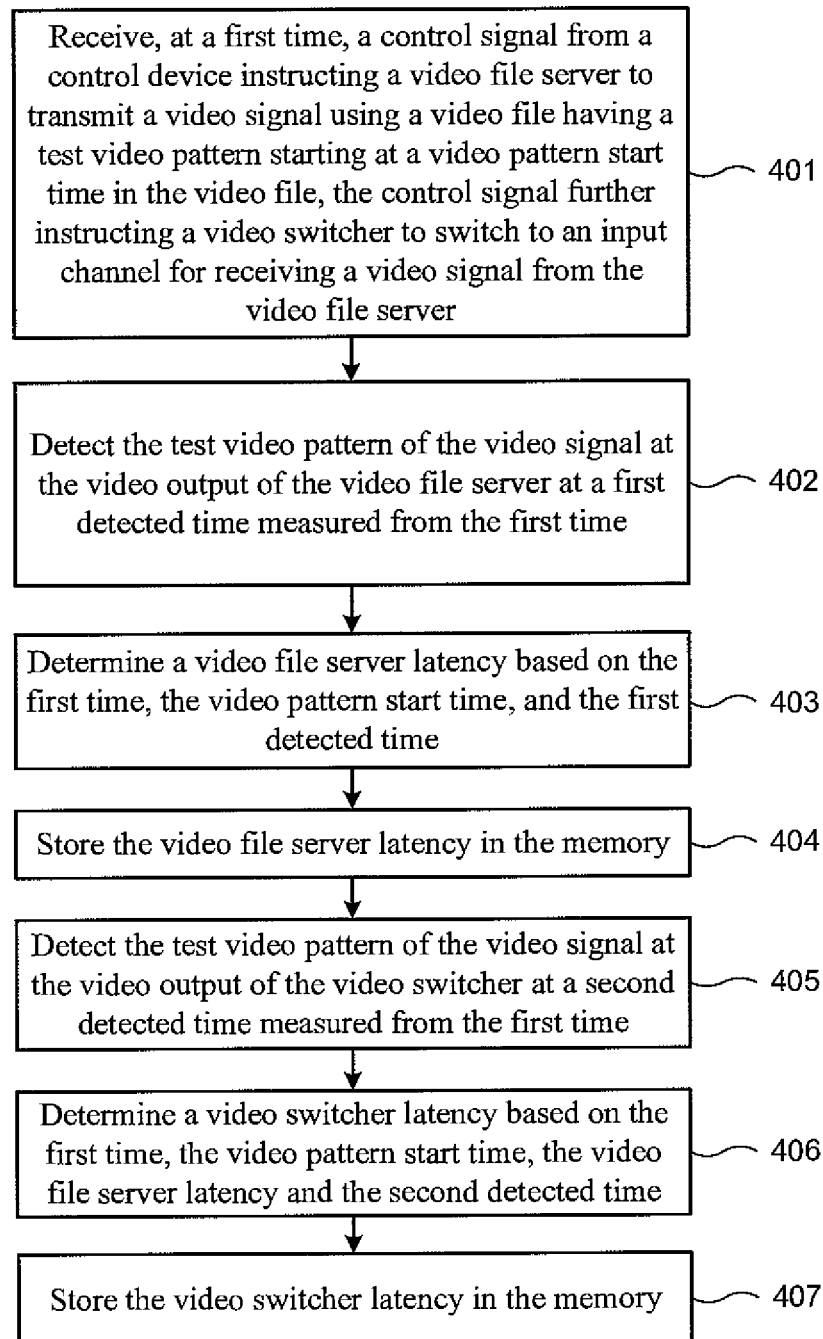 Receive, at a first time, a control signal from a
control device instructing a video file server to
transmit a video signal using a video file having a
test video pattern starting at a video pattern start
time in the video file, the control signal further
instructing a video switcher to switch to an input
channel for receiving a video signal from the
video file server
401
Detect the test video pattern of the video signal at
the video output of the video file server at a first
detected time measured from the first time
402
Determine a video file server latency based on the
first time, the video pattern start time, and the first
detected time
403
Store the video file server latency in the memory
404
Detect the test video pattern of the video signal at
the video output of the video switcher at a second
detected time measured from the first time
405
Determine a video switcher latency based on the
first time, the video pattern start time, the video
file server latency and the second detected time
406
Store the video switcher latency in the memory
407